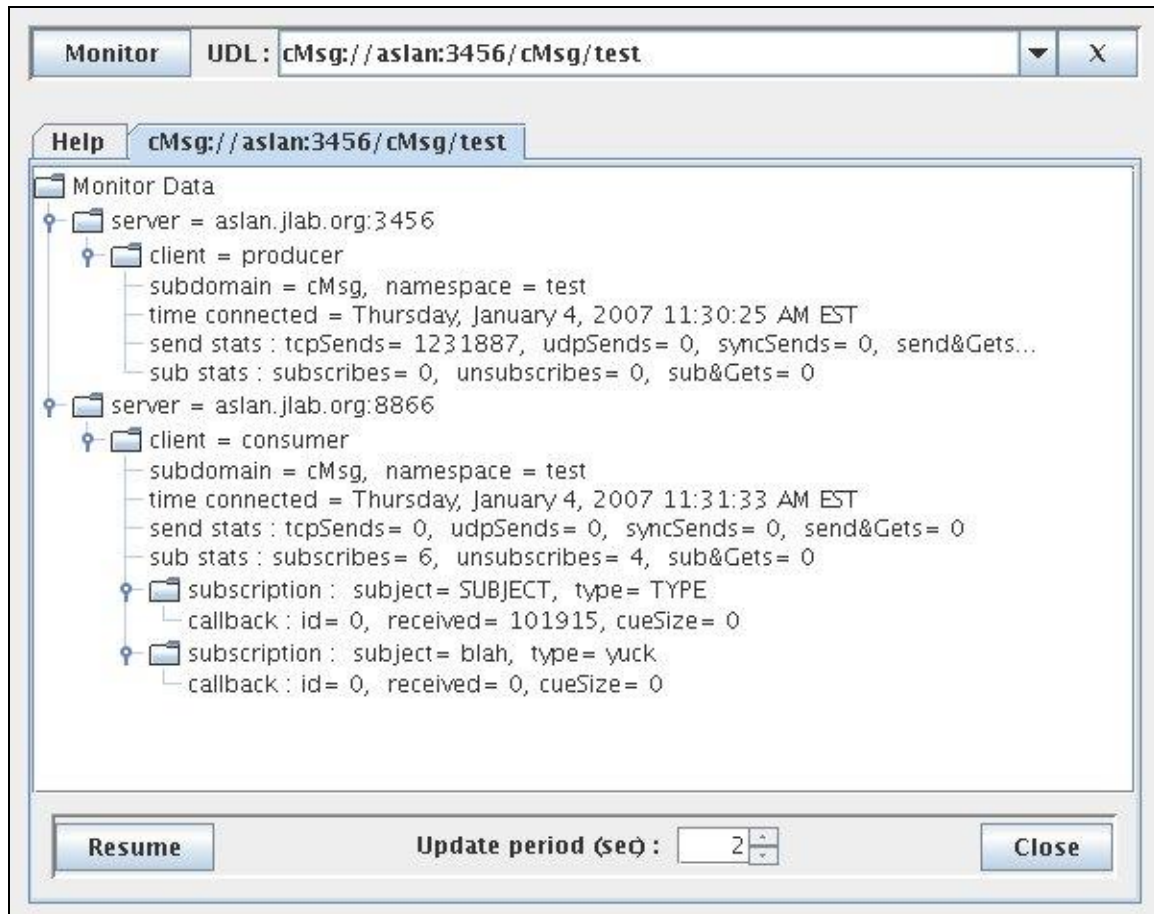 Monitor UDL : cMsg://aslan:3456/cMsg/test X
Help cMsg://aslan:3456/cMsg/test
Monitor Data
server = aslan.jlab.org:3456
client = producer
subdomain = cMsg, namespace = test
time connected = Thursday, January 4, 2007 11:30:25 AM EST
send stats : tcpSends= 1231887, udpSends= 0, syncSends= 0, send&Gets...
sub stats : subscribes= 0, unsubscribes= 0, sub&Gets= 0
server = aslan.jlab.org:8866
client = consumer
subdomain = cMsg, namespace = test
time connected = Thursday, January 4, 2007 11:31:33 AM EST
send stats : tcpSends= 0, udpSends= 0, syncSends= 0, send&Gets= 0
sub stats : subscribes= 6, unsubscribes= 4, sub&Gets= 0
subscription : subject= SUBJECT, type= TYPE
callback : id= 0, received= 101915, cueSize= 0
subscription : subject= blah, type= yuck
callback : id= 0, received= 0, cueSize= 0
Resume Update period (sec) : 2 Close